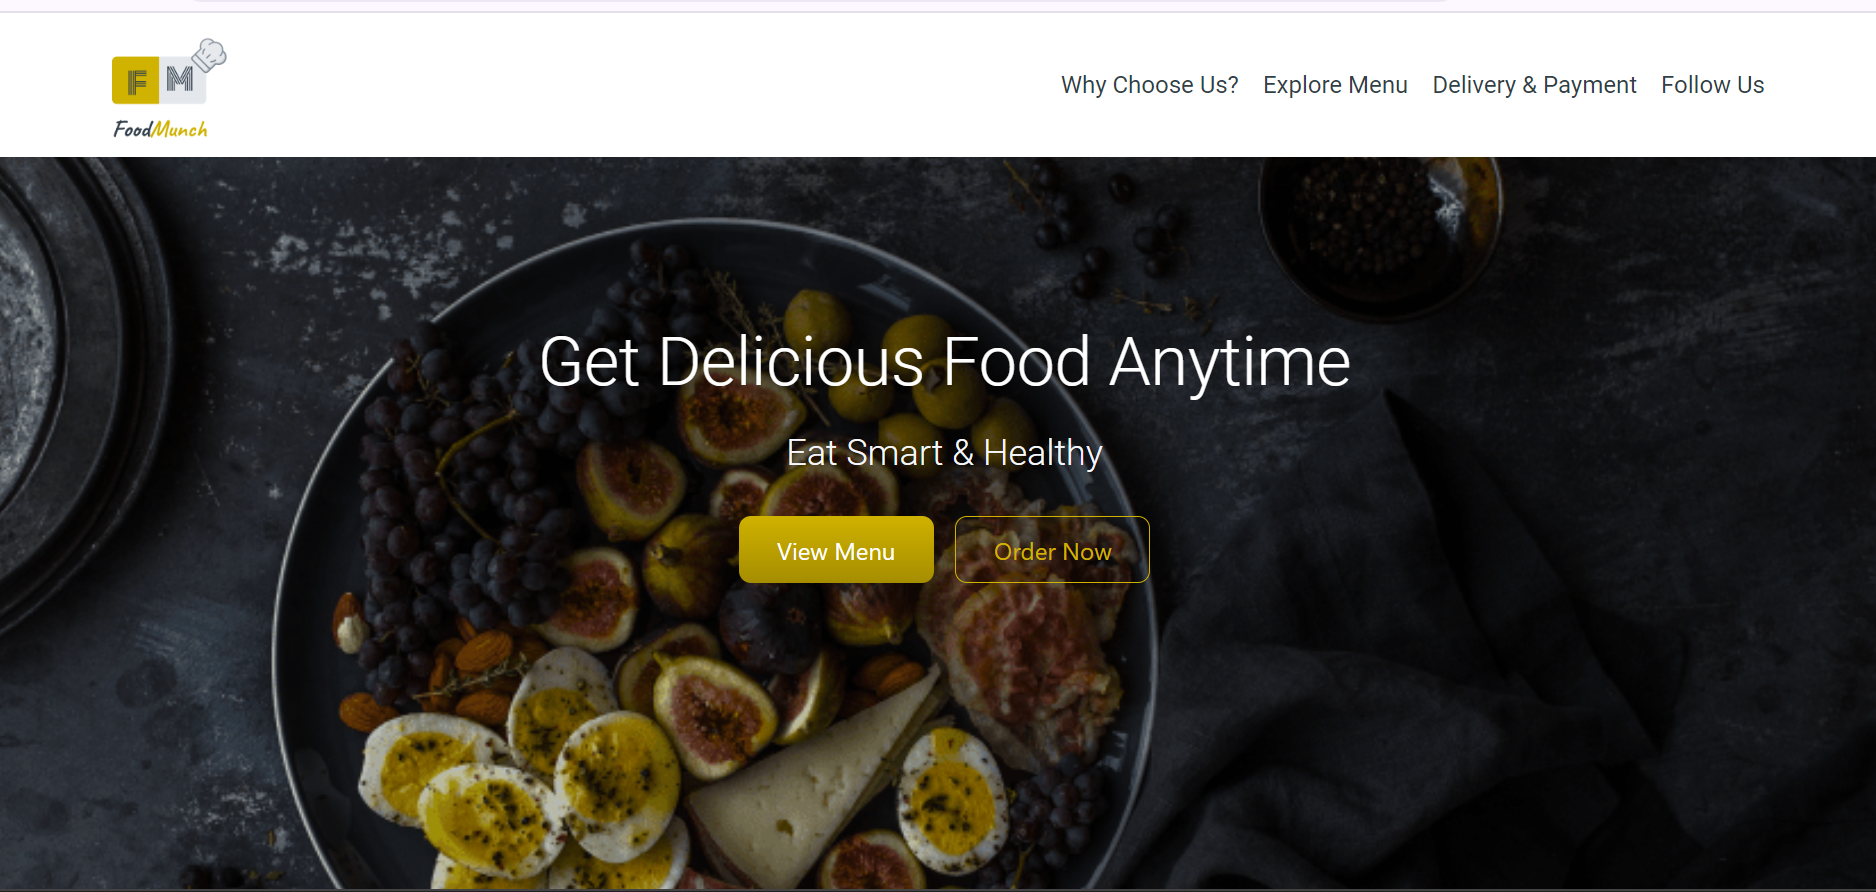 F M
FoodMunch
Why Choose Us? Explore Menu Delivery & Payment Follow Us
Get Delicious Food Anytime
Eat Smart & Healthy
View Menu Order Now